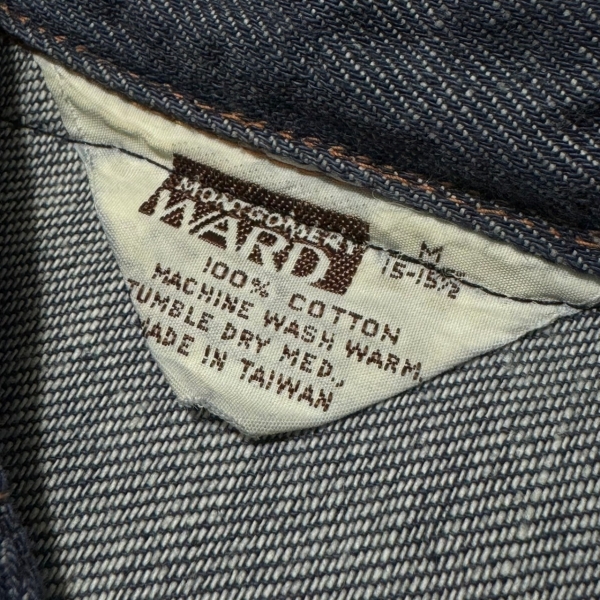 MONTGOMERY
WARD
M
15-15½
100% COTTON
MACHINE WASH WARM,
TUMBLE DRY MED.,
MADE IN TAIWAN